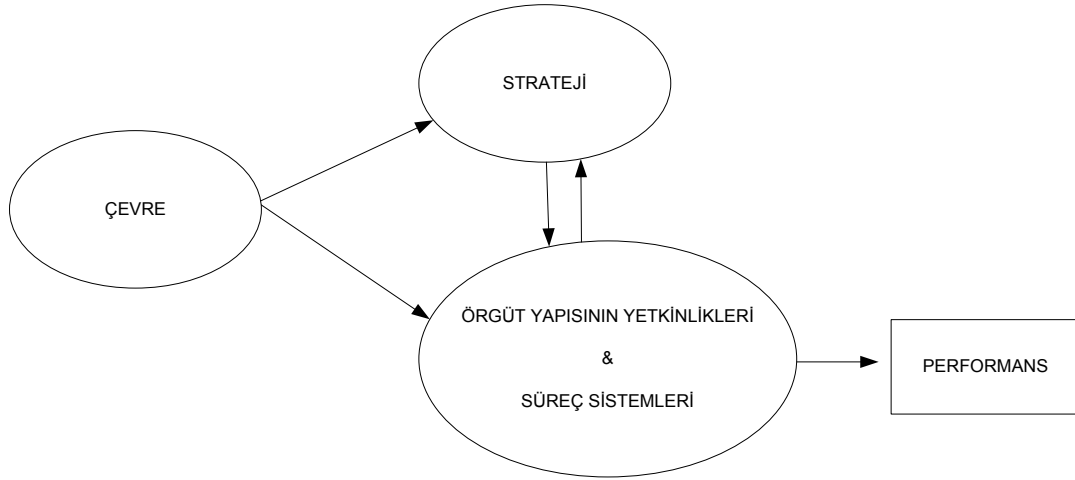 STRATEJİ
ÇEVRE
ÖRGÜT YAPISININ YETKİNLİKLERİ
&
SÜREÇ SİSTEMLERİ
PERFORMANS